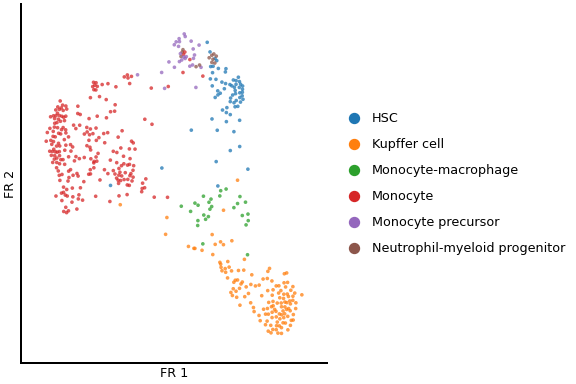 HSC
Kupffer cell
Monocyte-macrophage
Monocyte
Monocyte precursor
Neutrophil-myeloid progenitor
FR 2
FR 1